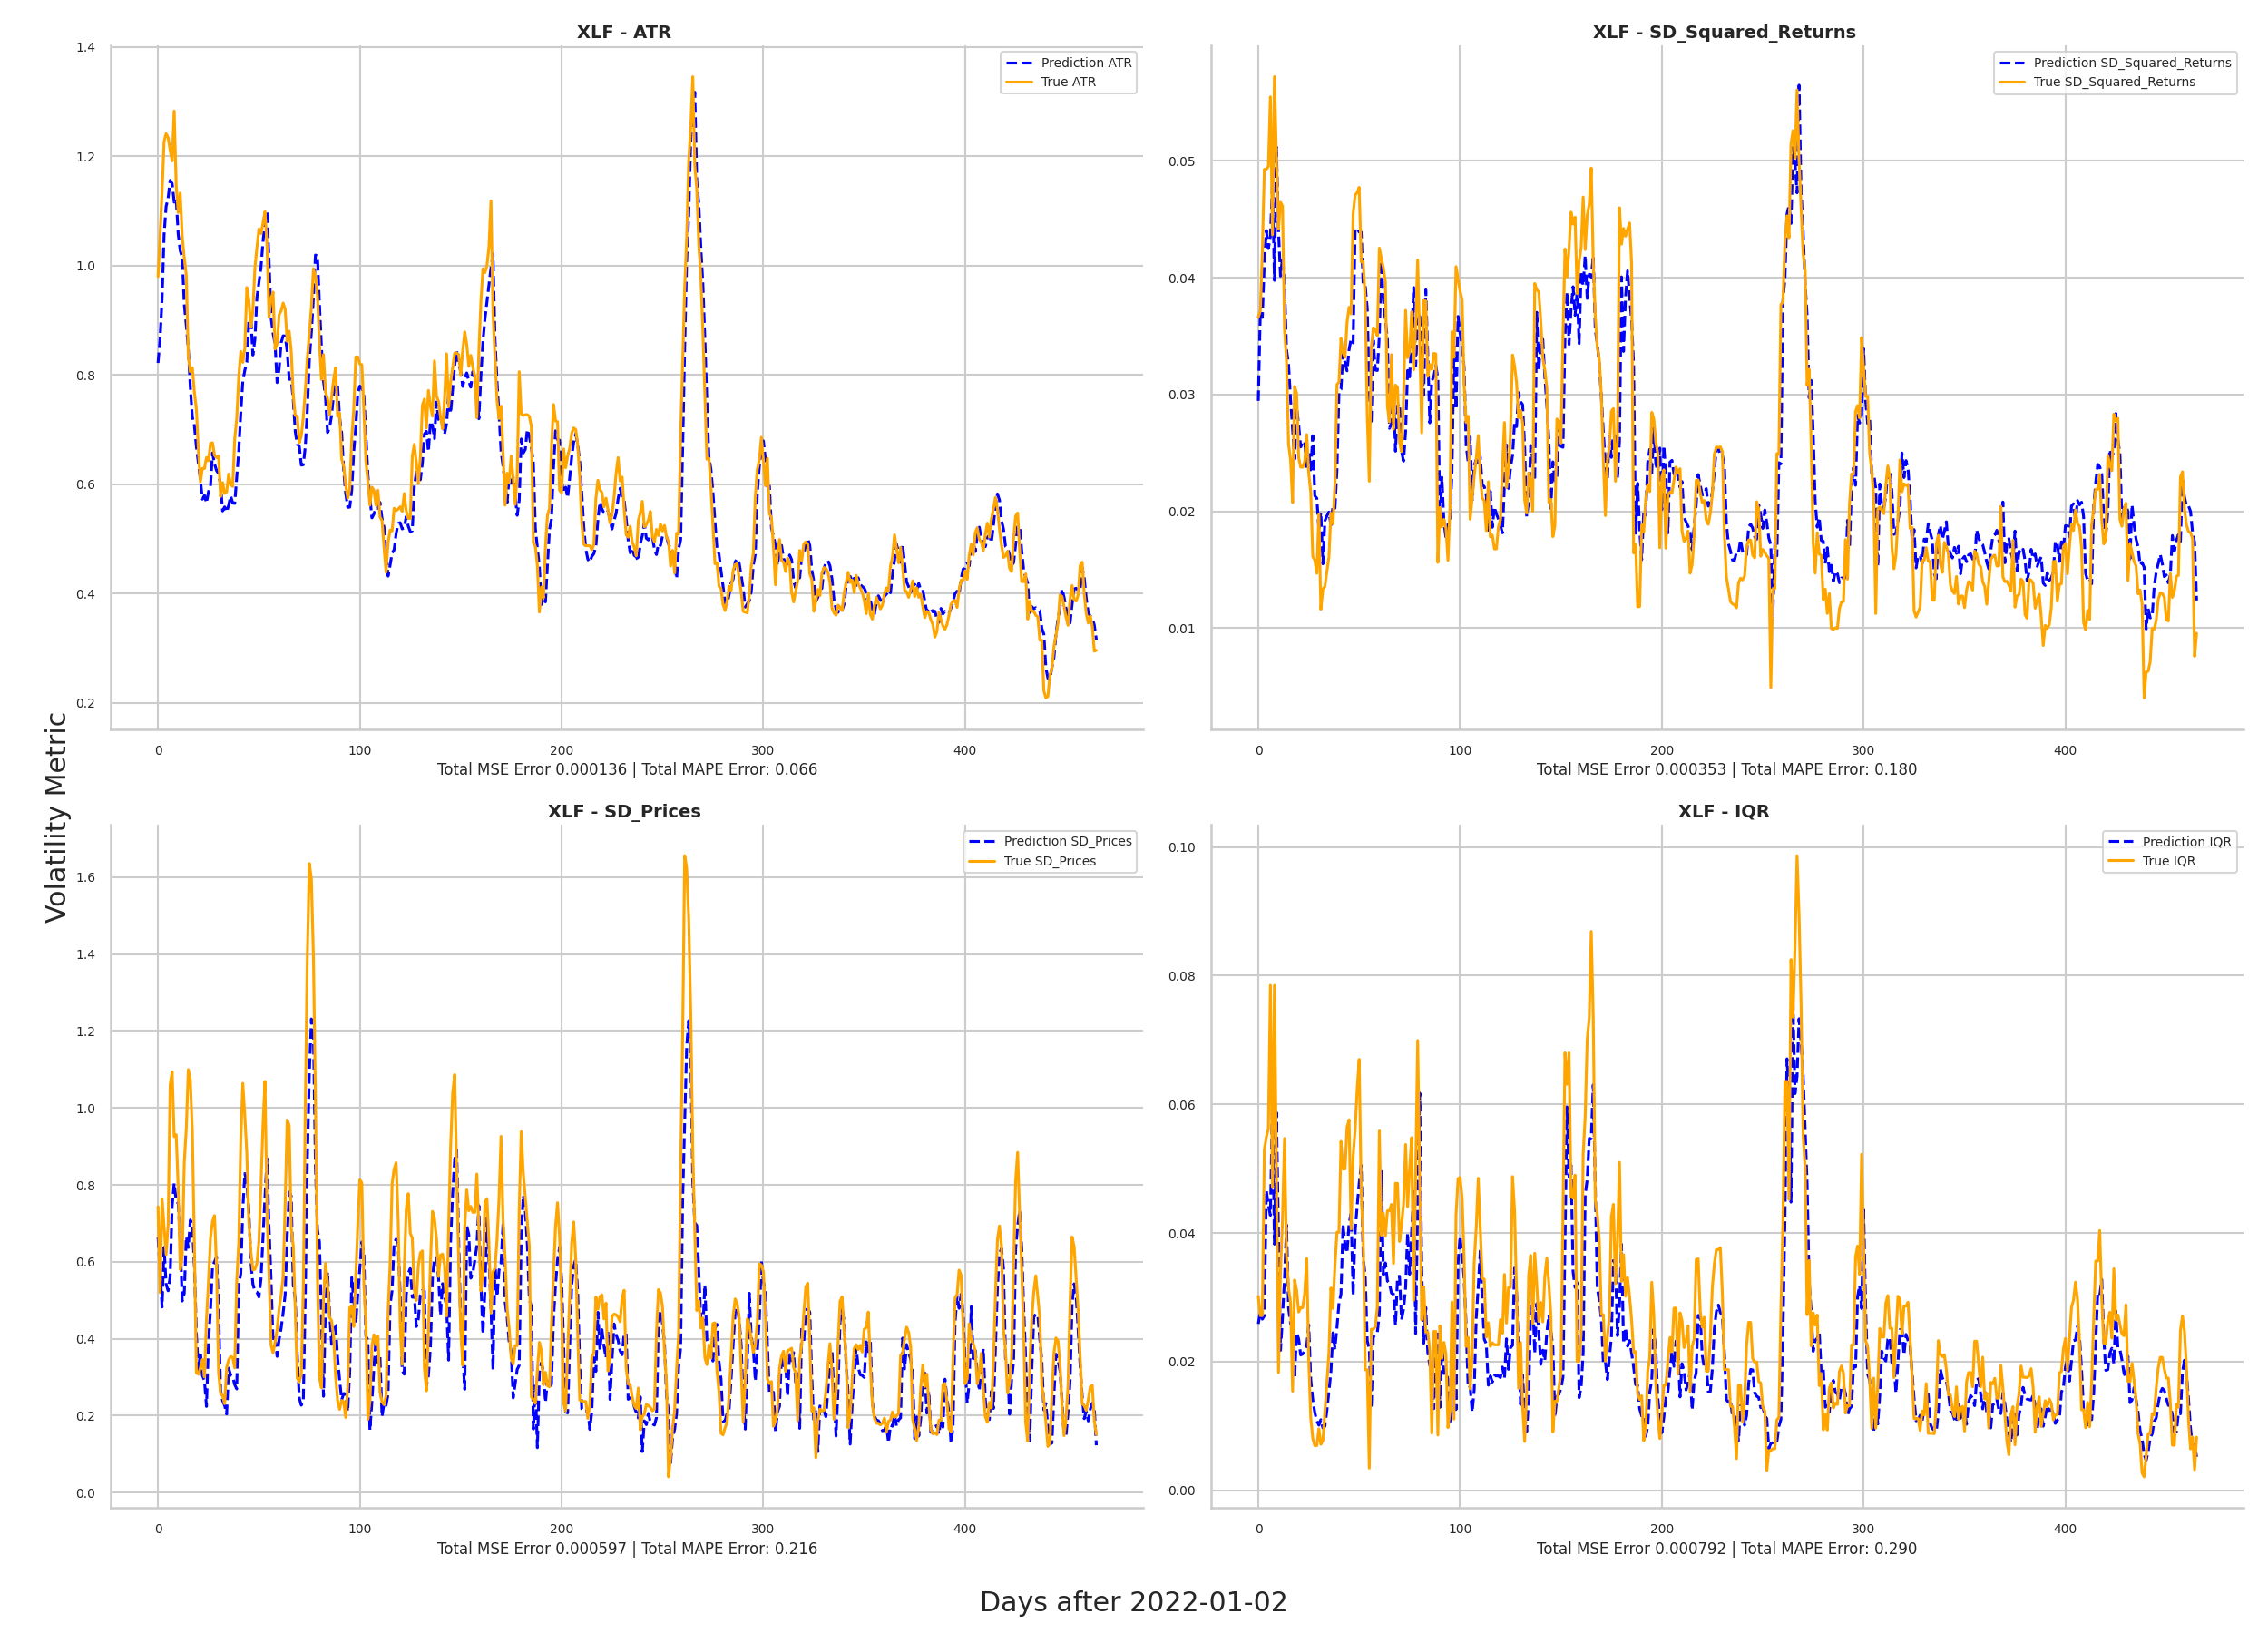 XLF - ATR
1.4
1.2
1.0
0.8
0.6
0.4
0.2
Prediction ATR
True ATR
0 100 200 300 400
Total MSE Error 0.000136 | Total MAPE Error: 0.066
XLF - SD_Squared_Returns
0.05
0.04
0.03
0.02
0.01
Prediction SD_Squared_Returns
True SD_Squared_Returns
0 100 200 300 400
Total MSE Error 0.000353 | Total MAPE Error: 0.180
Volatility Metric
XLF - SD_Prices
1.6
1.4
1.2
1.0
0.8
0.6
0.4
0.2
0.0
Prediction SD_Prices
True SD_Prices
0 100 200 300 400
Total MSE Error 0.000597 | Total MAPE Error: 0.216
XLF - IQR
0.10
0.08
0.06
0.04
0.02
0.00
Prediction IQR
True IQR
0 100 200 300 400
Total MSE Error 0.000792 | Total MAPE Error: 0.290
Days after 2022-01-02